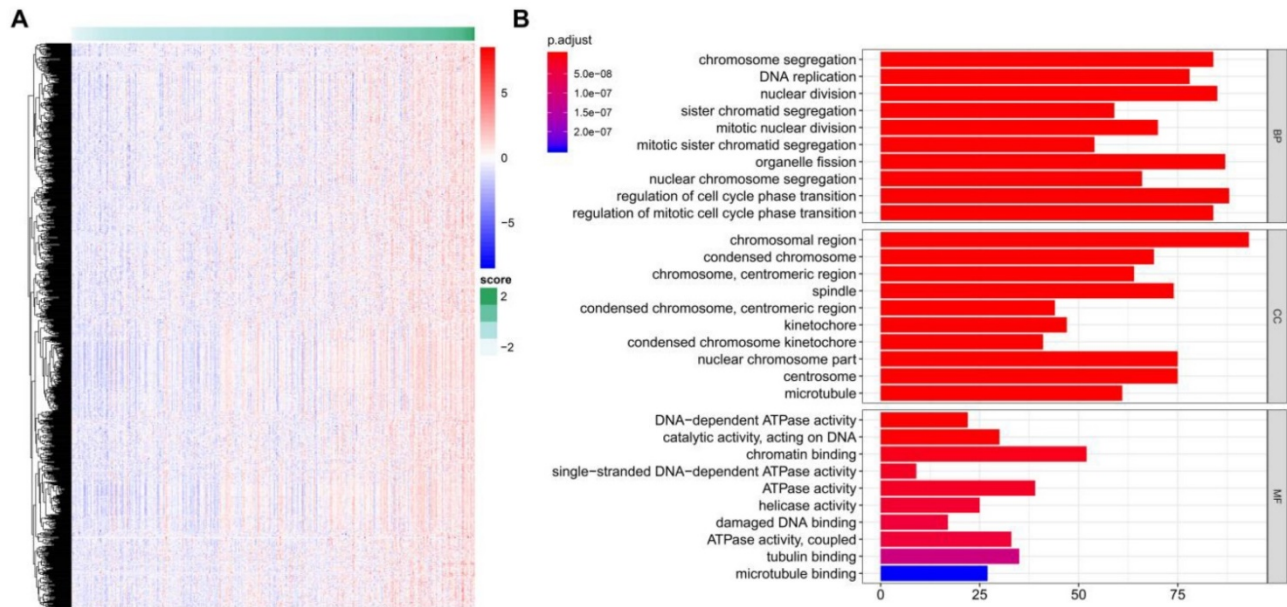 A
5
0
−5
score
2
−2
B
p.adjust
5.0e−08
1.0e−07
1.5e−07
2.0e−07
chromosome segregation
DNA replication
nuclear division
sister chromatid segregation
mitotic nuclear division
mitotic sister chromatid segregation
organelle fission
nuclear chromosome segregation
regulation of cell cycle phase transition
regulation of mitotic cell cycle phase transition
BP
chromosomal region
condensed chromosome
chromosome, centromeric region
spindle
condensed chromosome, centromeric region
kinetochore
condensed chromosome kinetochore
nuclear chromosome part
centrosome
microtubule
CC
DNA−dependent ATPase activity
catalytic activity, acting on DNA
chromatin binding
single−stranded DNA−dependent ATPase activity
ATPase activity
helicase activity
damaged DNA binding
ATPase activity, coupled
tubulin binding
microtubule binding
MF
0 25 50 75